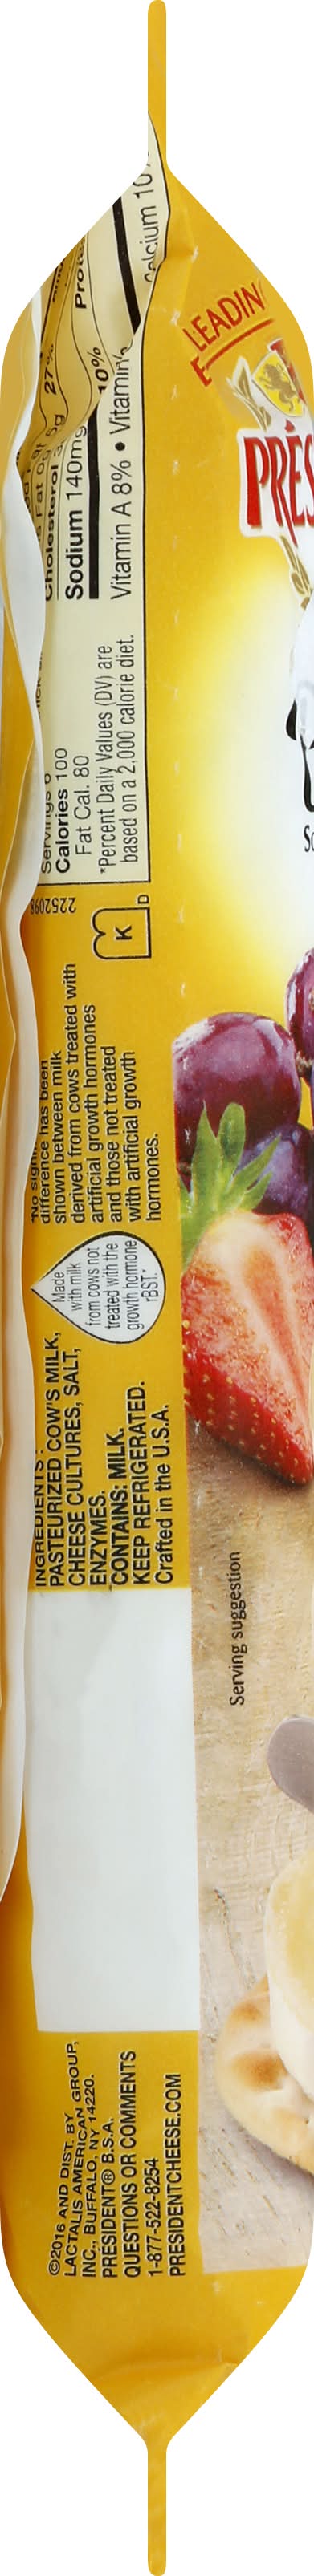 ©2016 AND DIST. BY
LACTALIS AMERICAN GROUP,
INC., BUFFALO, NY 14220.
PRÉSIDENT® B.S.A.
QUESTIONS OR COMMENTS
1-877-522-8254
PRESIDENTCHEESE.COM
INGREDIENTS:
PASTEURIZED COW'S MILK,
CHEESE CULTURES, SALT,
ENZYMES.
CONTAINS: MILK.
KEEP REFRIGERATED.
Crafted in the U.S.A.
Made
with milk
from cows not
treated with the
growth hormone
rBST.*
*No
difference has been
shown between milk
derived from cows treated with
artificial growth hormones
and those not treated
with artificial growth
hormones.
K
D
2252098
Servings 6
Calories 100
Fat Cal. 80
*Percent Daily Values (DV) are
based on a 2,000 calorie diet.
Fat
Cholesterol
27%
Sodium 140mg
10%
Vitamin A 8% • Vitamin
Calcium 10
LEADIN
PRÉS
Serving suggestion